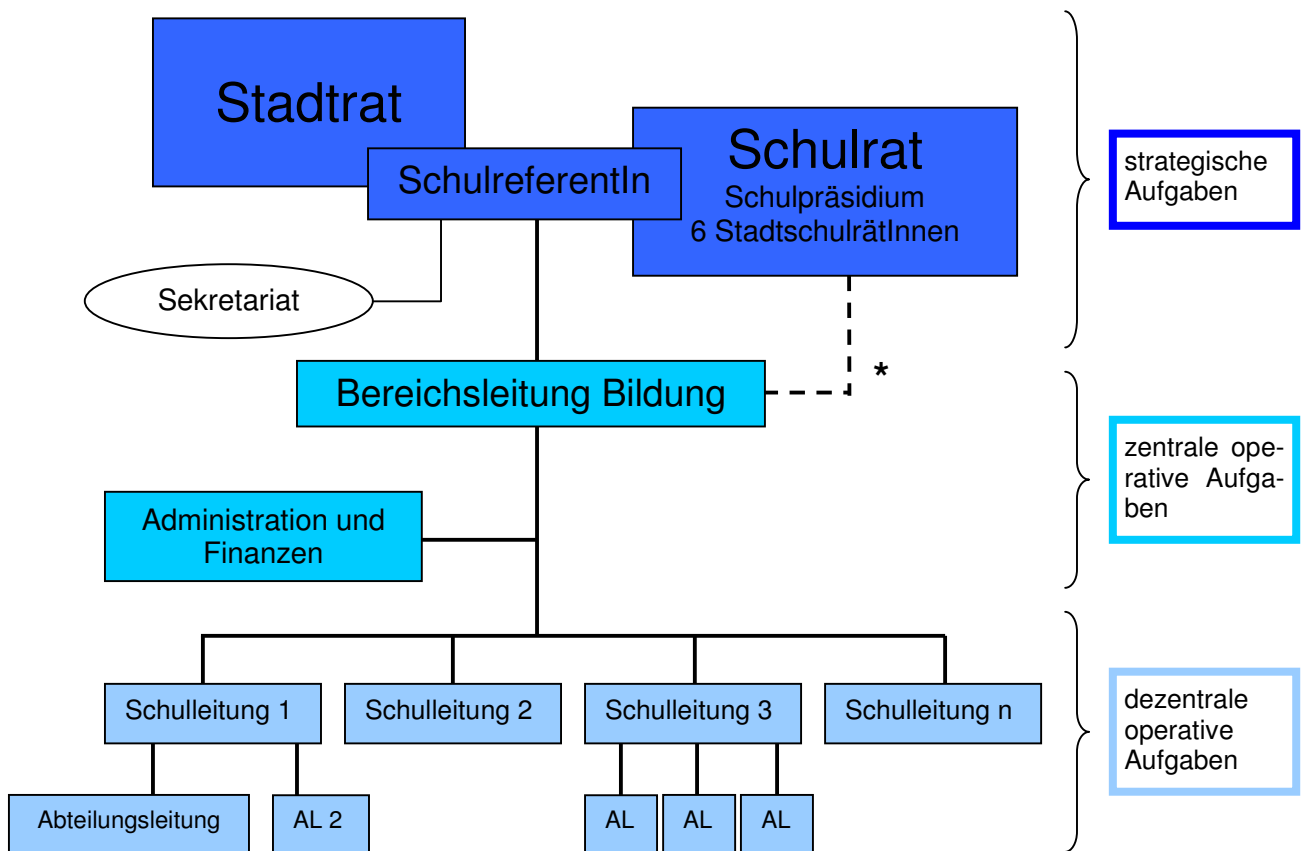 Stadtrat
SchulreferentIn
Schulrat
Schulpräsidium
6 StadtschulrätInnen
strategische
Aufgaben
Sekretariat
Bereichsleitung Bildung
*
zentrale ope-
rative Aufga-
ben
Administration und
Finanzen
Schulleitung 1
Schulleitung 2
Schulleitung 3
Schulleitung n
dezentrale
operative
Aufgaben
Abteilungsleitung
AL 2
AL
AL
AL